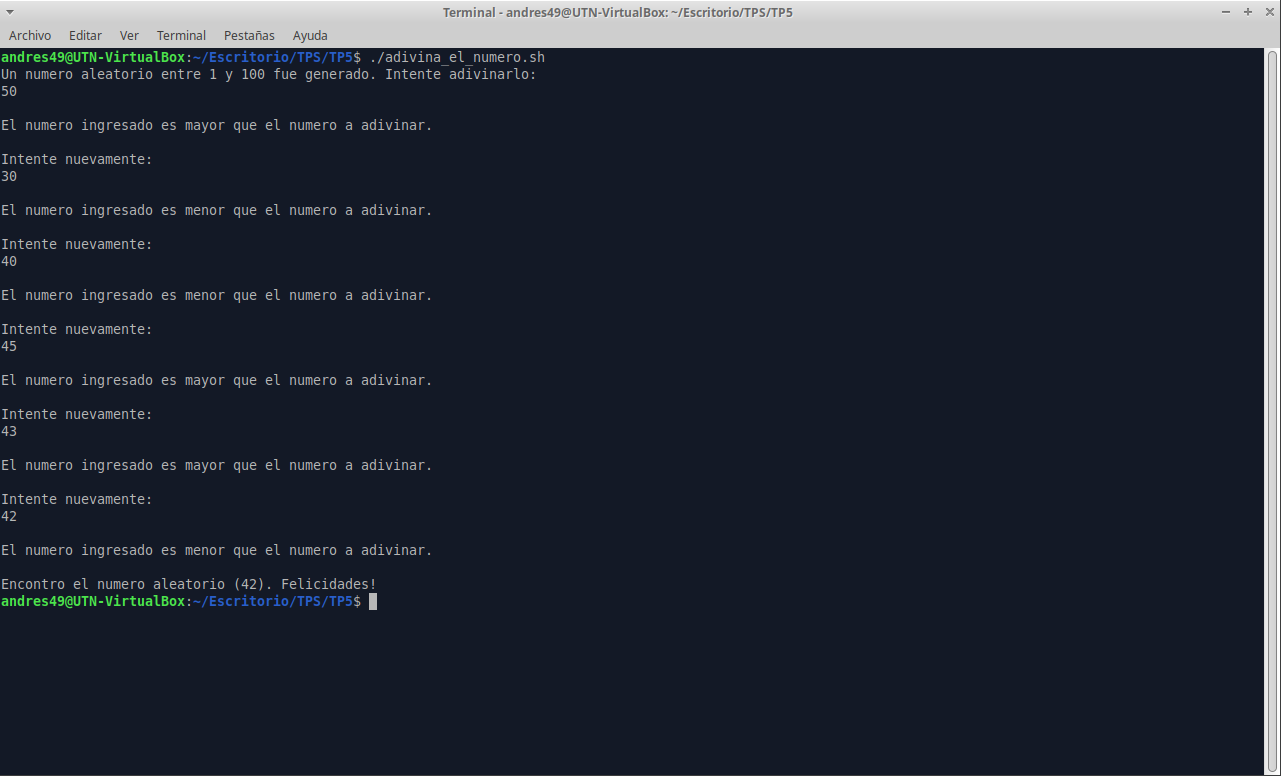 Terminal - andres49@UTN-VirtualBox: ~/Escritorio/TPS/TP5
Archivo Editar Ver Terminal Pestañas Ayuda
andres49@UTN-VirtualBox:~/Escritorio/TPS/TP5$ ./adivina_el_numero.sh
Un numero aleatorio entre 1 y 100 fue generado. Intente adivinarlo:
50
El numero ingresado es mayor que el numero a adivinar.
Intente nuevamente:
30
El numero ingresado es menor que el numero a adivinar.
Intente nuevamente:
40
El numero ingresado es menor que el numero a adivinar.
Intente nuevamente:
45
El numero ingresado es mayor que el numero a adivinar.
Intente nuevamente:
43
El numero ingresado es mayor que el numero a adivinar.
Intente nuevamente:
42
El numero ingresado es menor que el numero a adivinar.
Encontro el numero aleatorio (42). Felicidades!
andres49@UTN-VirtualBox:~/Escritorio/TPS/TP5$